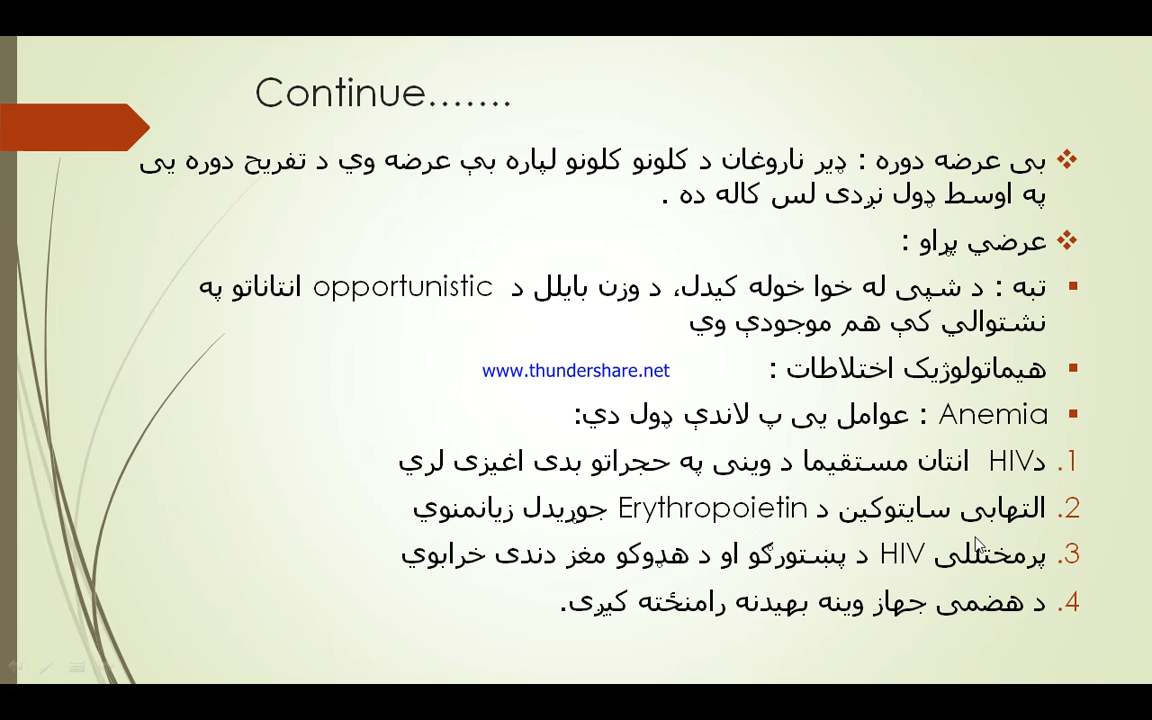 Continue.......
بی عرضه دوره : ډیر ناروغان د کلونو کلونو لپاره بې عرضه وي د تفریح دوره یی
په اوسط ډول نږدی لس کاله ده .
عرضي پړاو :
تبه : د شپی له خوا خوله کیدل، د وزن بایلل د opportunistic انتاناتو په
نشتوالي کې هم موجودې وي
هیماتولوژیک اختلاطات :
www.thundershare.net
Anemia : عوامل یی پ لاندې ډول دي:
1. دHIV انتان مستقیما د وینی په حجراتو بدی اغیزی لري
2. التهابی سایتوکین د Erythropoietin جوړیدل زیانمنوي
3. پرمختللی HIV د پښتورګو او د هډوکو مغز دندی خرابوي
4. د هضمی جهاز وینه بهیدنه رامنځته کیږی.